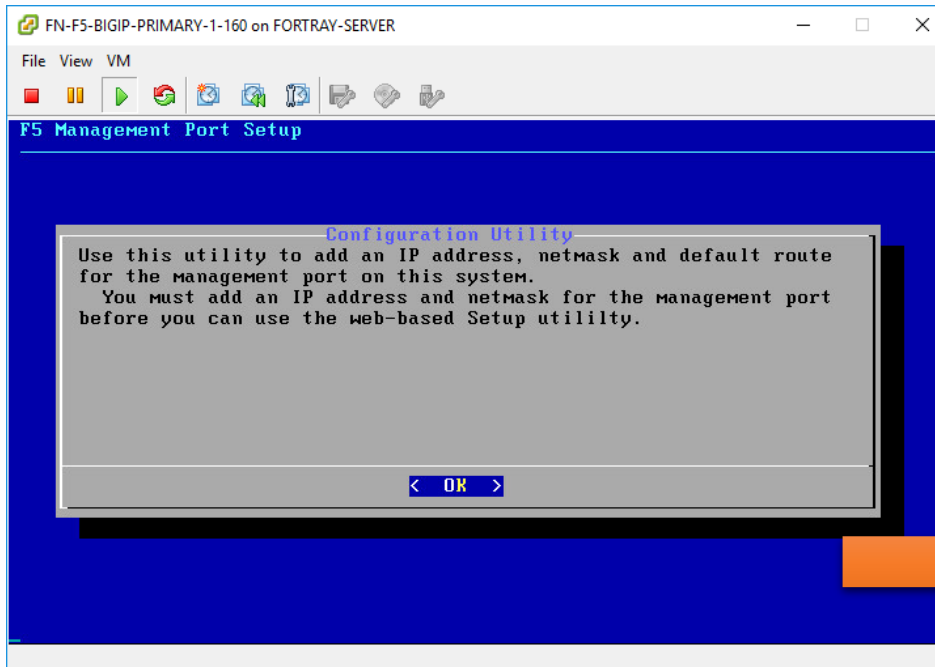 FN-F5-BIGIP-PRIMARY-1-160 on FORTRAY-SERVER
File View VM
F5 Management Port Setup
Configuration Utility
Use this utility to add an IP address, netmask and default route
for the management port on this system.
You must add an IP address and netmask for the management port
before you can use the web-based Setup utililty.
< OK >